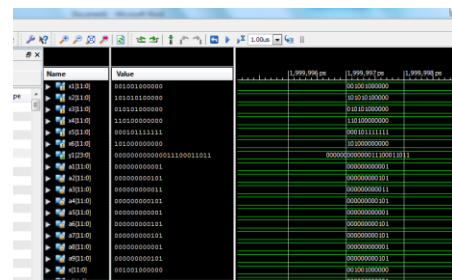 1.00us
Name Value 1,999,996 ps 1,999,997 ps 1,999,998 ps
x1[11:0] 001001000000 001001000000
x2[11:0] 101010100000 101010100000
x3[11:0] 010101000000 010101000000
x4[11:0] 110100000000 110100000000
x5[11:0] 000101111111 000101111111
x6[11:0] 101000000000 101000000000
y1[23:0] 000000000000011100011011 000000000000011100011011
a1[11:0] 000000000001 000000000001
a2[11:0] 000000000101 000000000101
a3[11:0] 000000000011 000000000011
a4[11:0] 000000000101 000000000101
a5[11:0] 000000000001 000000000001
a6[11:0] 000000000101 000000000101
a7[11:0] 000000000101 000000000101
a8[11:0] 000000000001 000000000001
a9[11:0] 000000000101 000000000101
x[11:0] 001001000000 001001000000